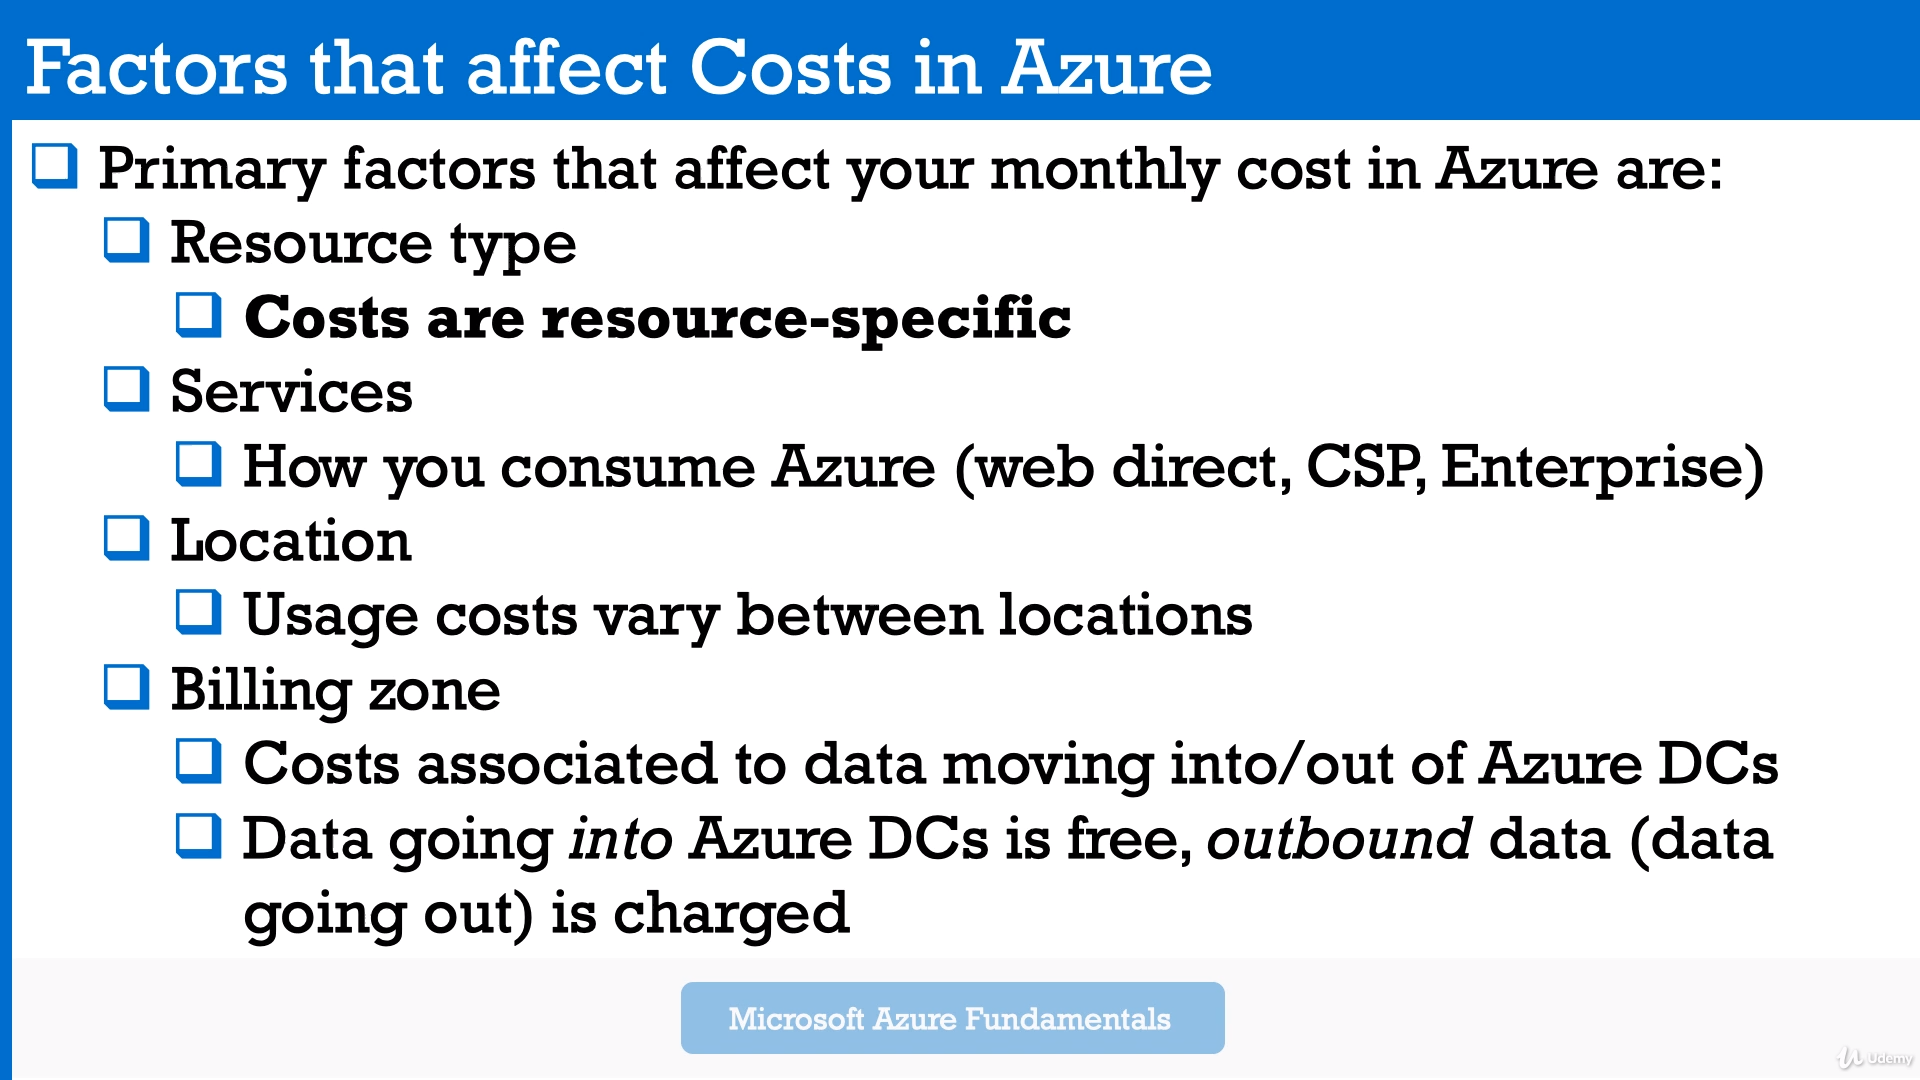 Factors that affect Costs in Azure
Primary factors that affect your monthly cost in Azure are:
Resource type
Costs are resource-specific
Services
How you consume Azure (web direct, CSP, Enterprise)
Location
Usage costs vary between locations
Billing zone
Costs associated to data moving into/out of Azure DCs
Data going into Azure DCs is free, outbound data (data
going out) is charged
Microsoft Azure Fundamentals
Udemy